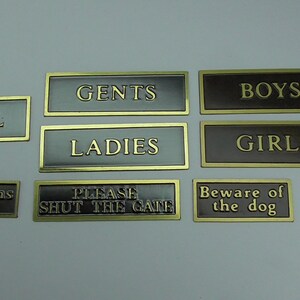 GENTS
BOYS
LADIES
GIRL
PLEASE
SHUT THE GATE
Beware of
the dog